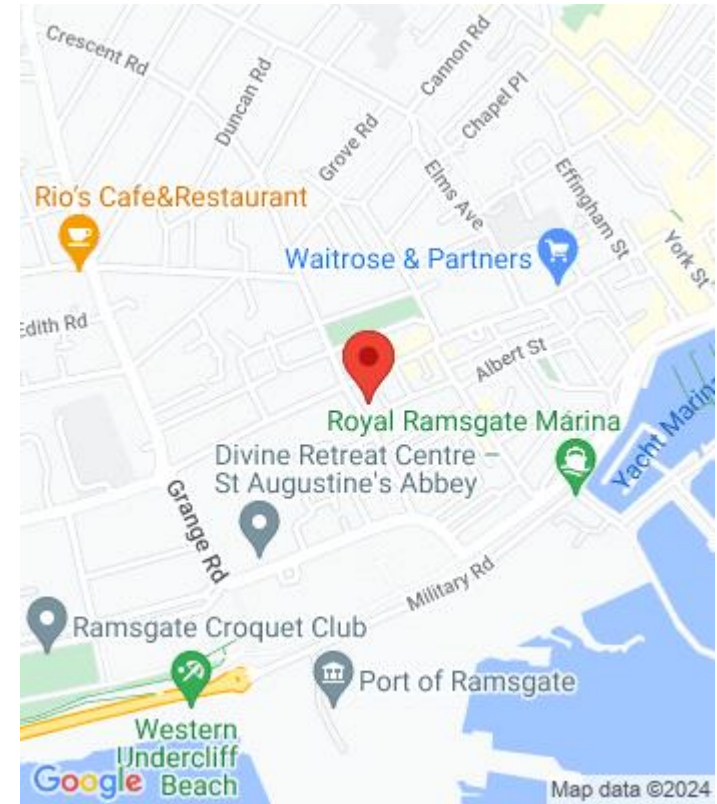 Crescent Rd
Duncan Rd
Cannon Rd
Grove Rd
Chapel Pl
Elms Ave
Effingham St
York St
Rio's Cafe&Restaurant
Waitrose & Partners
Edith Rd
Albert St
Royal Ramsgate Marina
Yacht Marina
Divine Retreat Centre –
St Augustine's Abbey
Grange Rd
Military Rd
Ramsgate Croquet Club
Port of Ramsgate
Western
Undercliff
Beach
Google
Map data ©2024